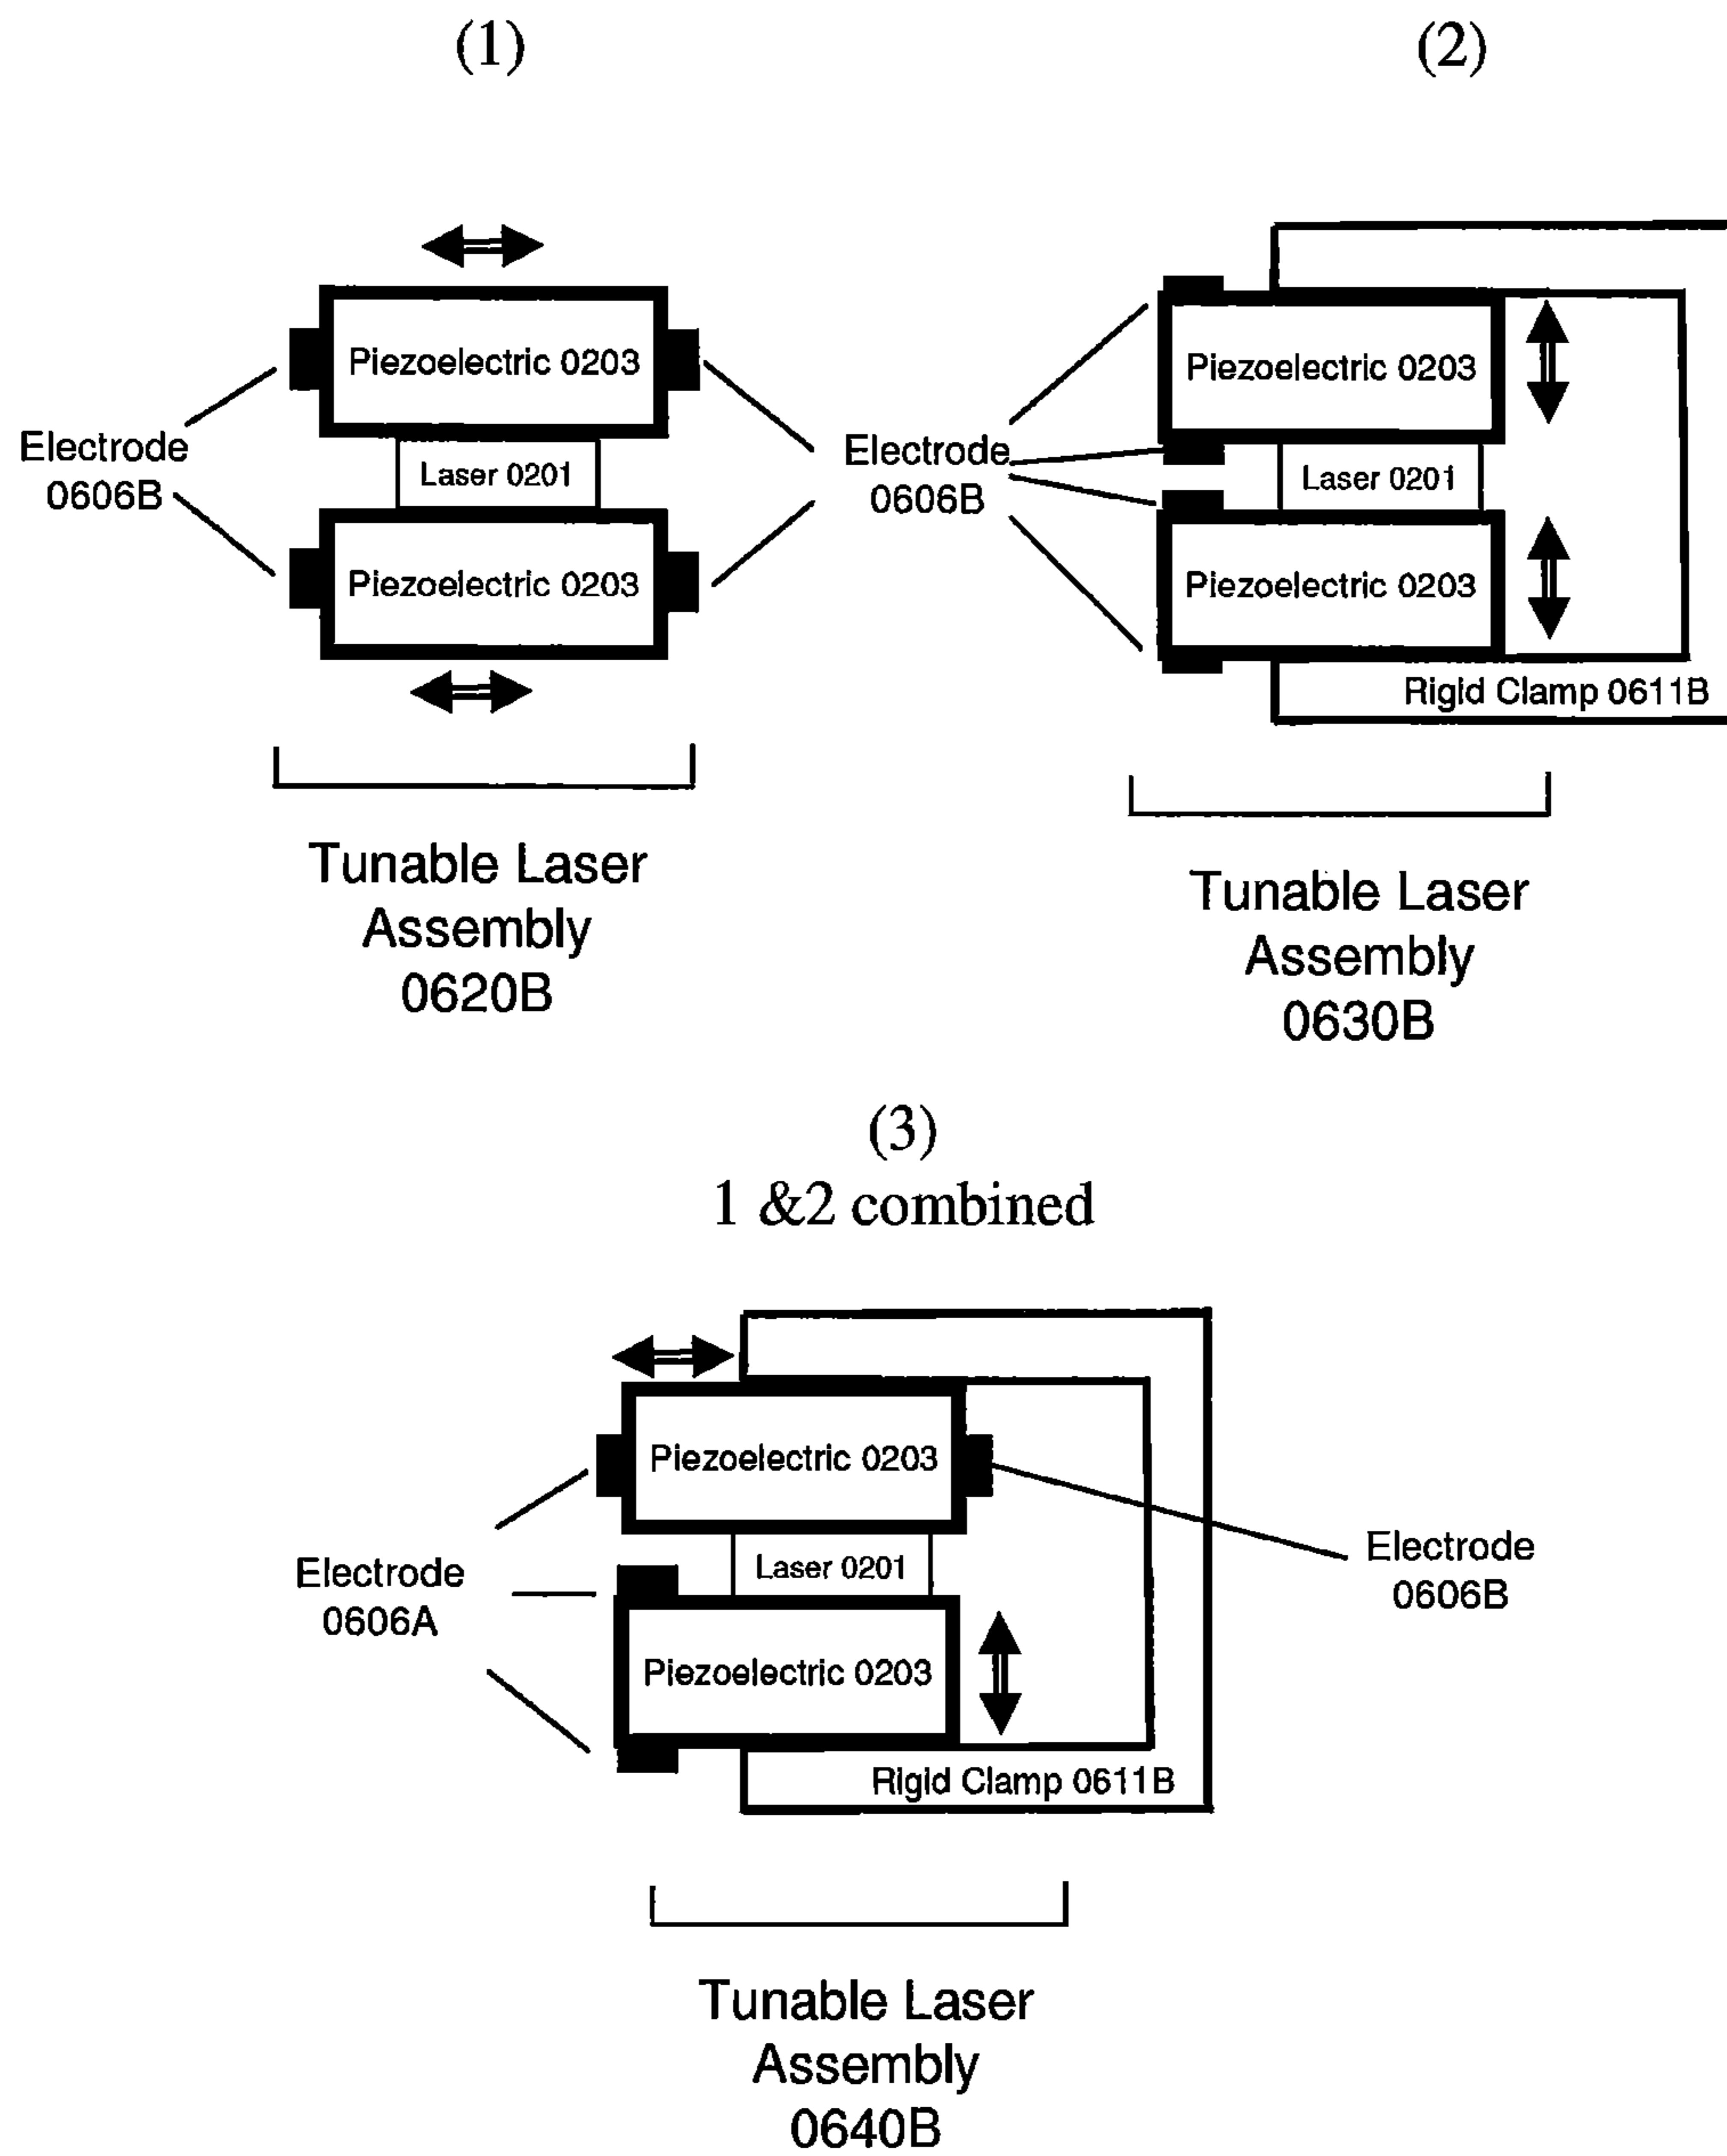 (1)
Piezoelectric 0203
Electrode
0606B
Laser 0201
Piezoelectric 0203
Tunable Laser
Assembly
0620B
(2)
Piezoelectric 0203
Electrode
0606B
Laser 0201
Piezoelectric 0203
Rigid Clamp 0611B
Tunable Laser
Assembly
0630B
(3)
1 &2 combined
Piezoelectric 0203
Electrode
0606A
Laser 0201
Electrode
0606B
Piezoelectric 0203
Rigid Clamp 0611B
Tunable Laser
Assembly
0640B